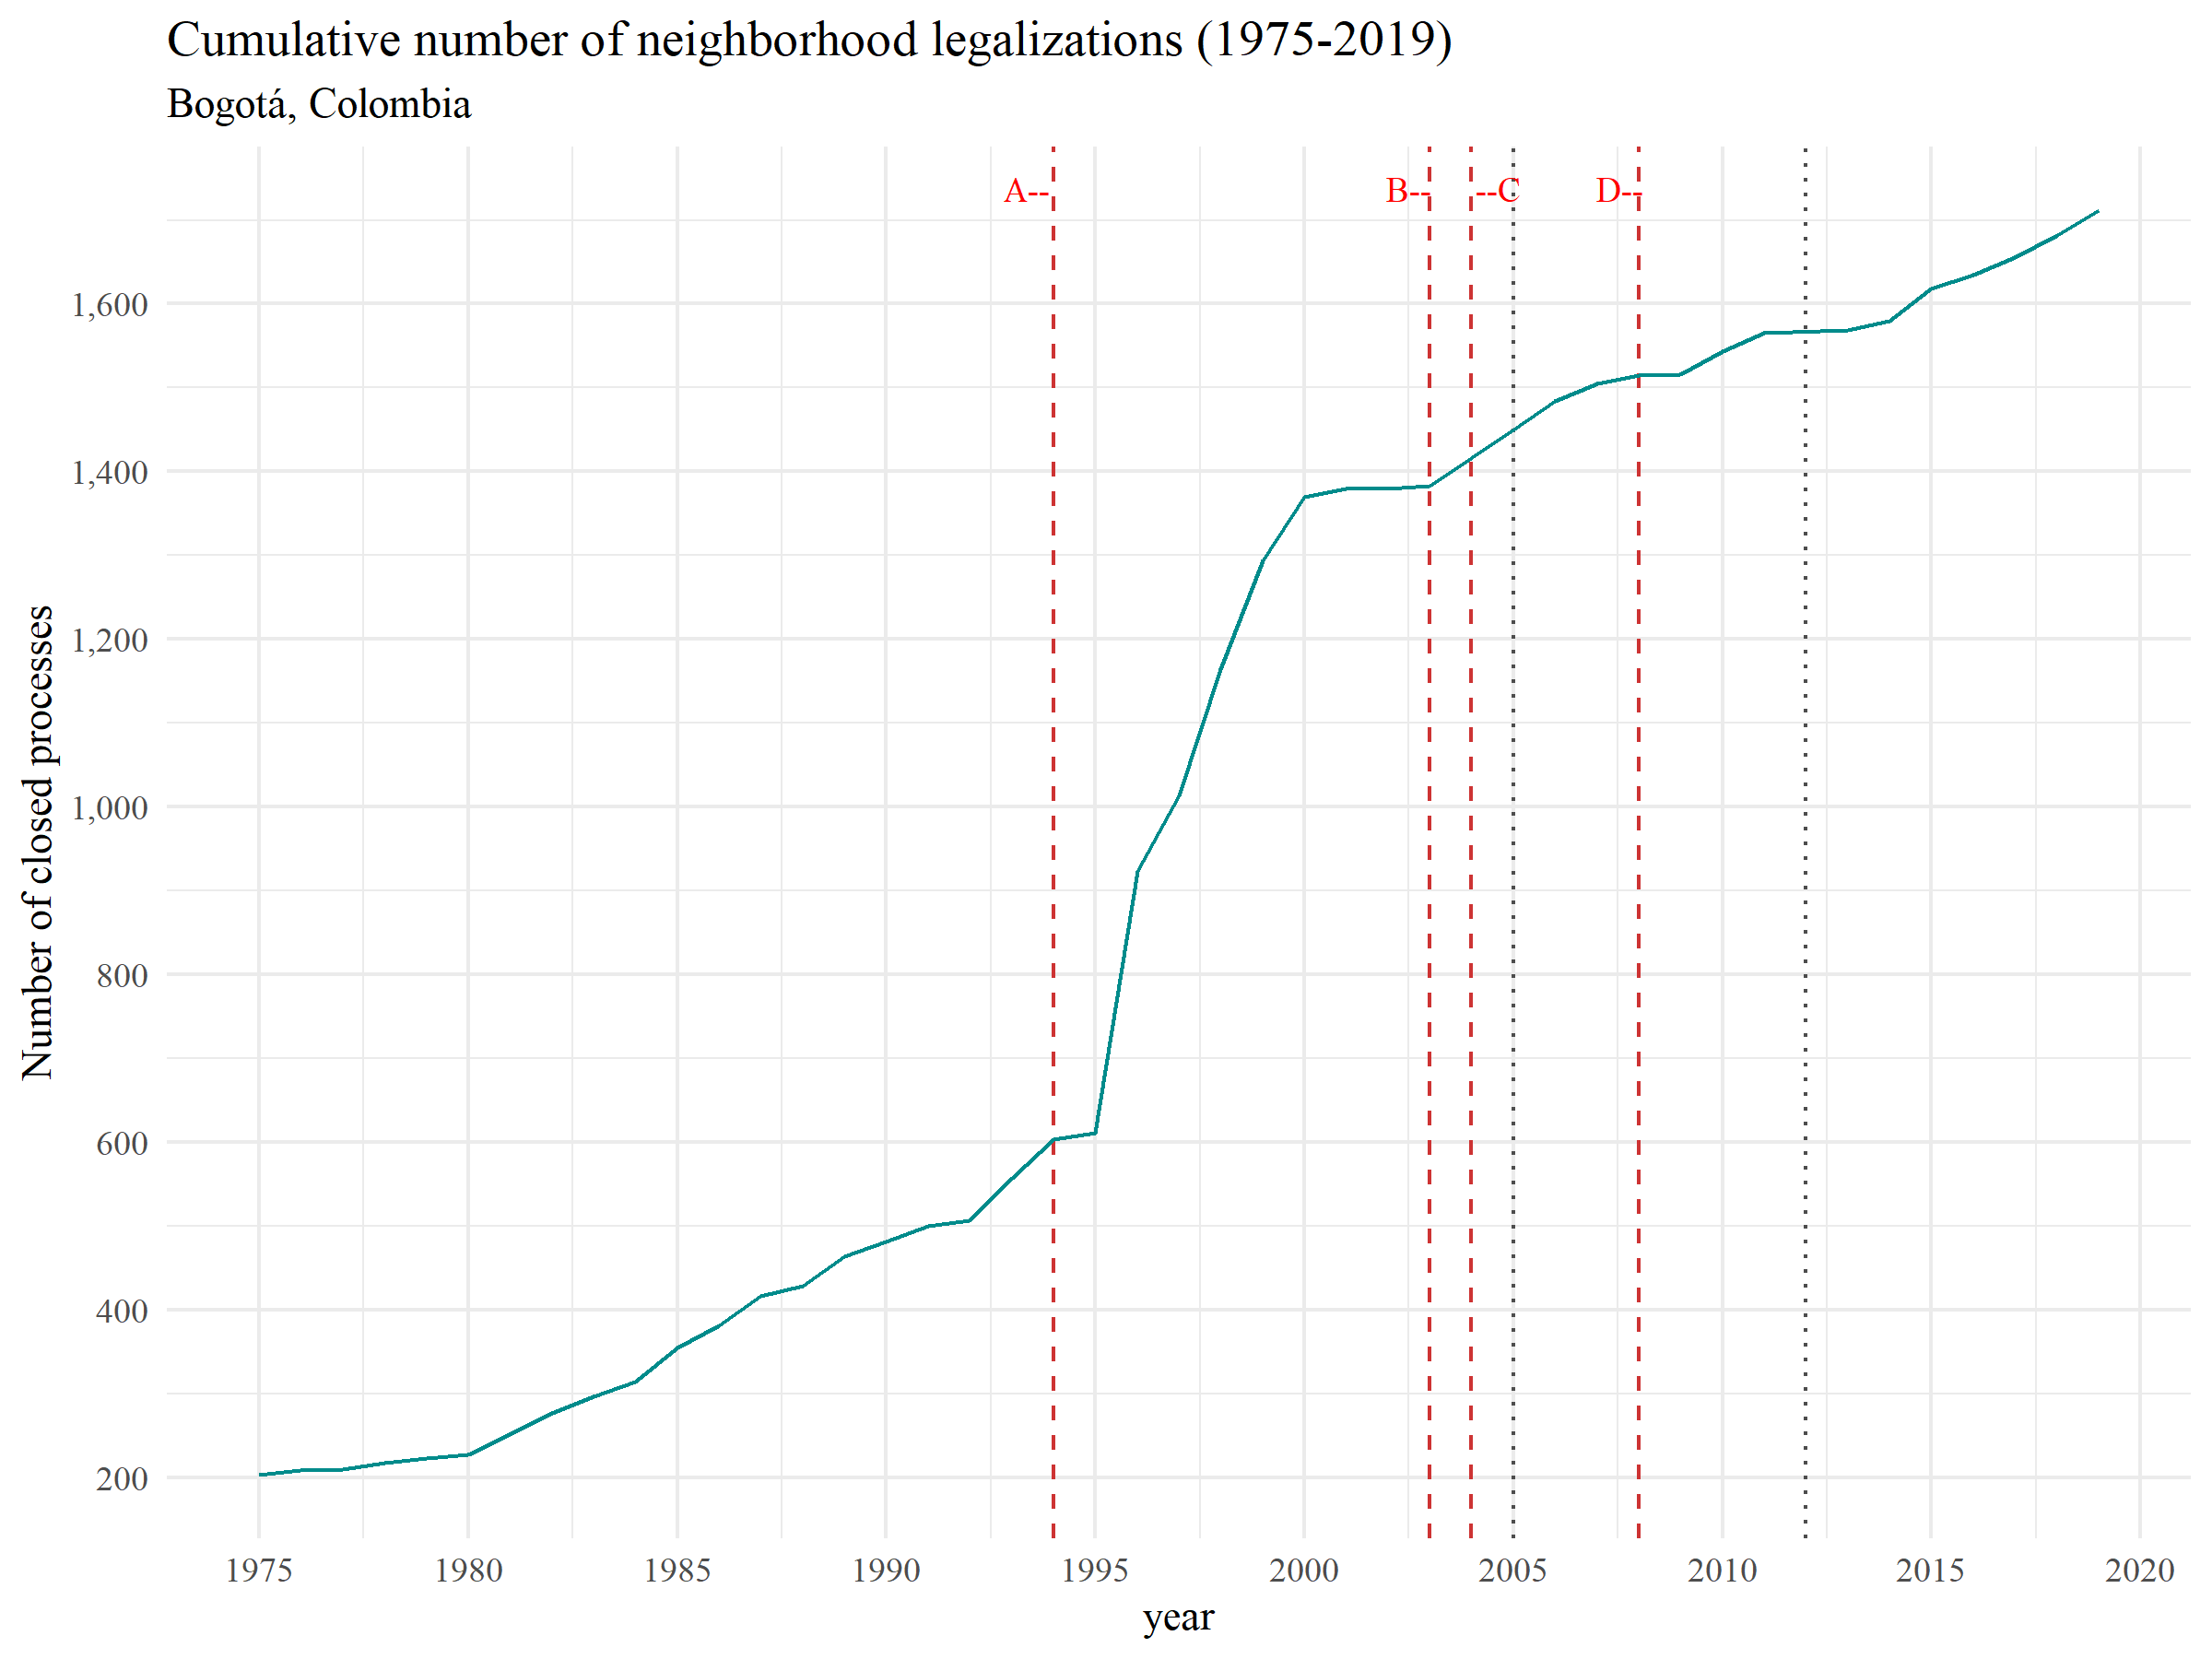 Cumulative number of neighborhood legalizations (1975-2019)
Bogotá, Colombia
A--
B--
--C
D--
Number of closed processes
1,600
1,400
1,200
1,000
800
600
400
200
1975
1980
1985
1990
1995
2000
2005
2010
2015
2020
year